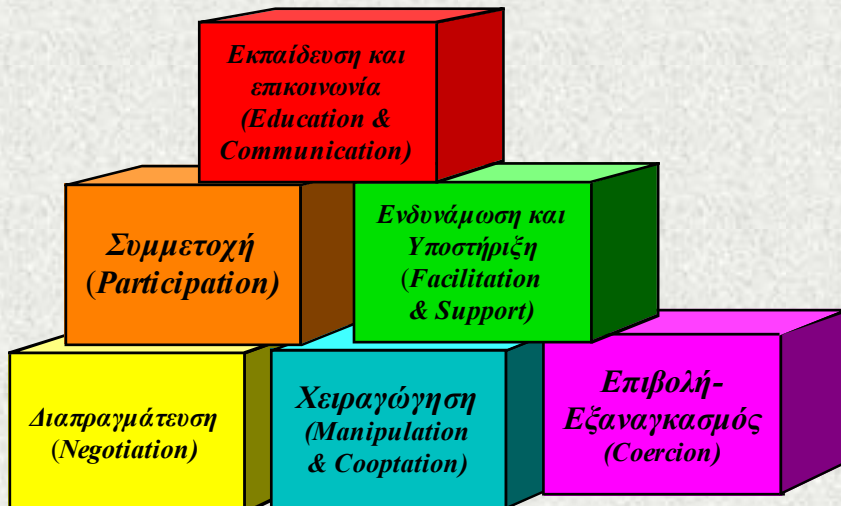 Εκπαίδευση και
επικοινωνία
(Education &
Communication)
Συμμετοχή
(Participation)
Ενδυνάμωση και
Υποστήριξη
(Facilitation
& Support)
Διαπραγμάτευση
(Negotiation)
Χειραγώγηση
(Manipulation
& Cooptation)
Επιβολή-
Εξαναγκασμός
(Coercion)